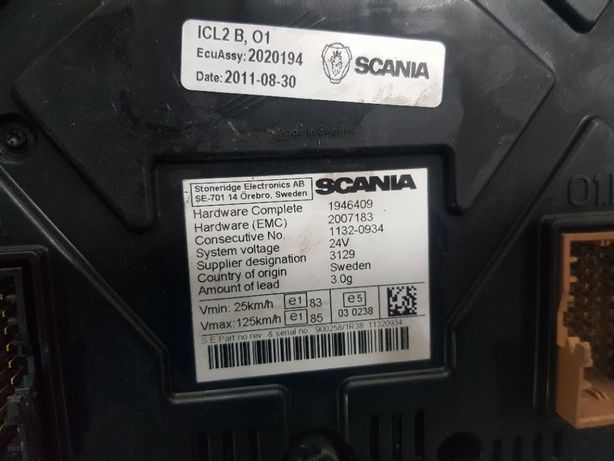 ICL2 B, O1
EcuAssy: 2020194
Date: 2011-08-30
SCANIA
Made in Sweden
Stoneridge Electronics AB
SE-701 14 Örebro, Sweden
SCANIA
Hardware Complete 1946409
Hardware (EMC) 2007183
Consecutive No. 1132-0934
System voltage 24V
Supplier designation 3129
Country of origin Sweden
Amount of lead 3.0g
Vmin: 25km/h e1 83
Vmax:125km/h e1 85
e5
03 0238
S.E Part no rev & serial no 900258/1R38 11320934
O1.